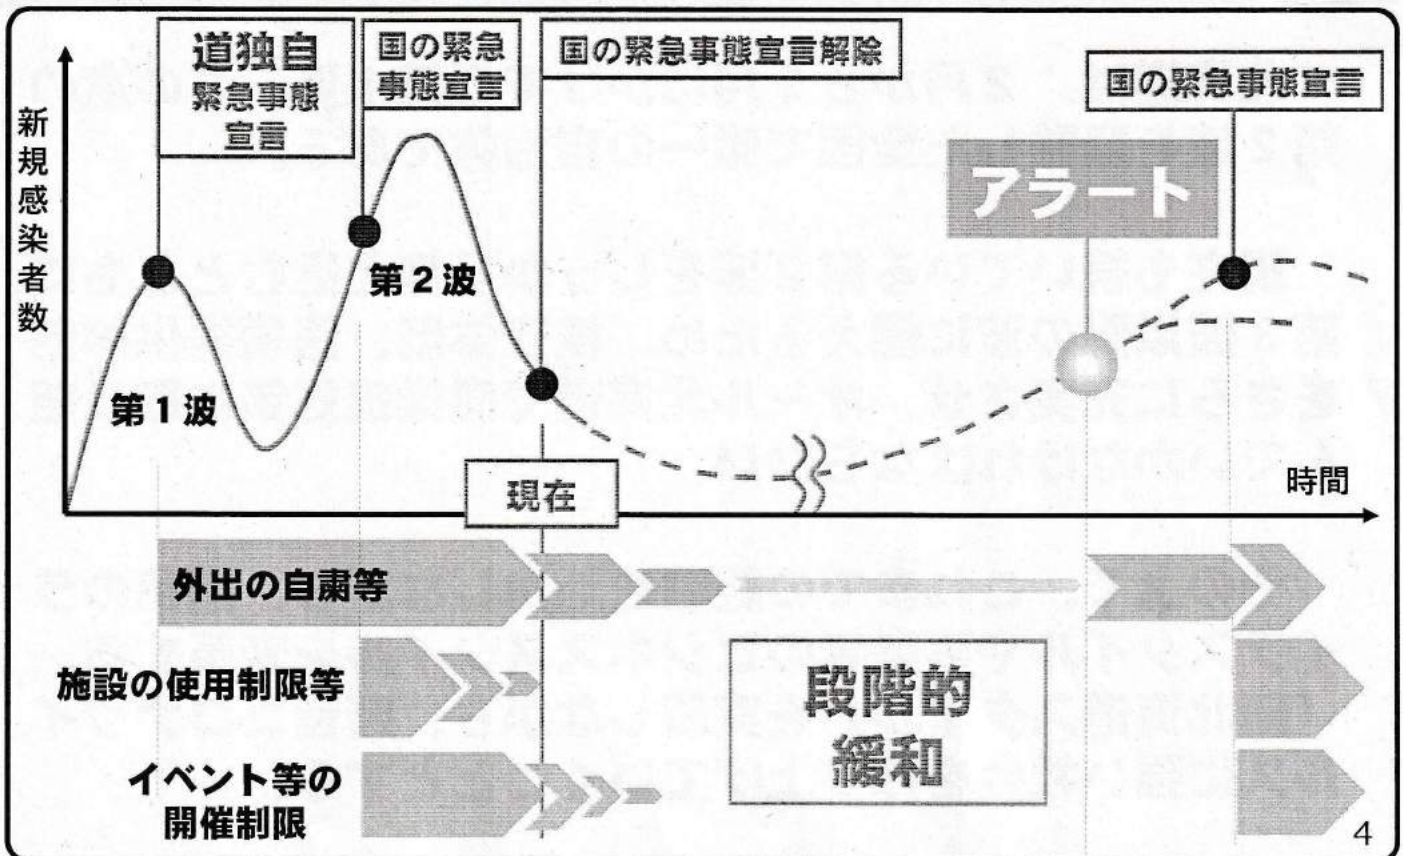 道独自
緊急事態
宣言
国の緊急
事態宣言
国の緊急事態宣言解除
国の緊急事態宣言
アラート
新規感染者数
第1波
第2波
現在
時間
外出の自粛等
施設の使用制限等
イベント等の
開催制限
段階的
緩和
4